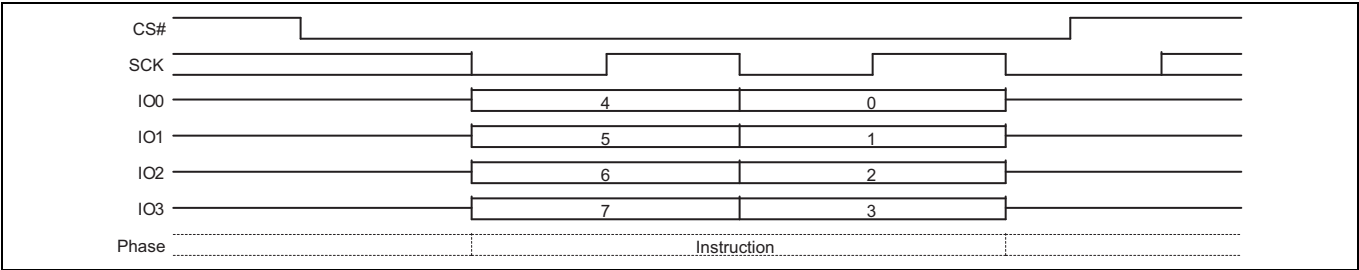 CS#
SCK
IO0 4 0
IO1 5 1
IO2 6 2
IO3 7 3
Phase Instruction